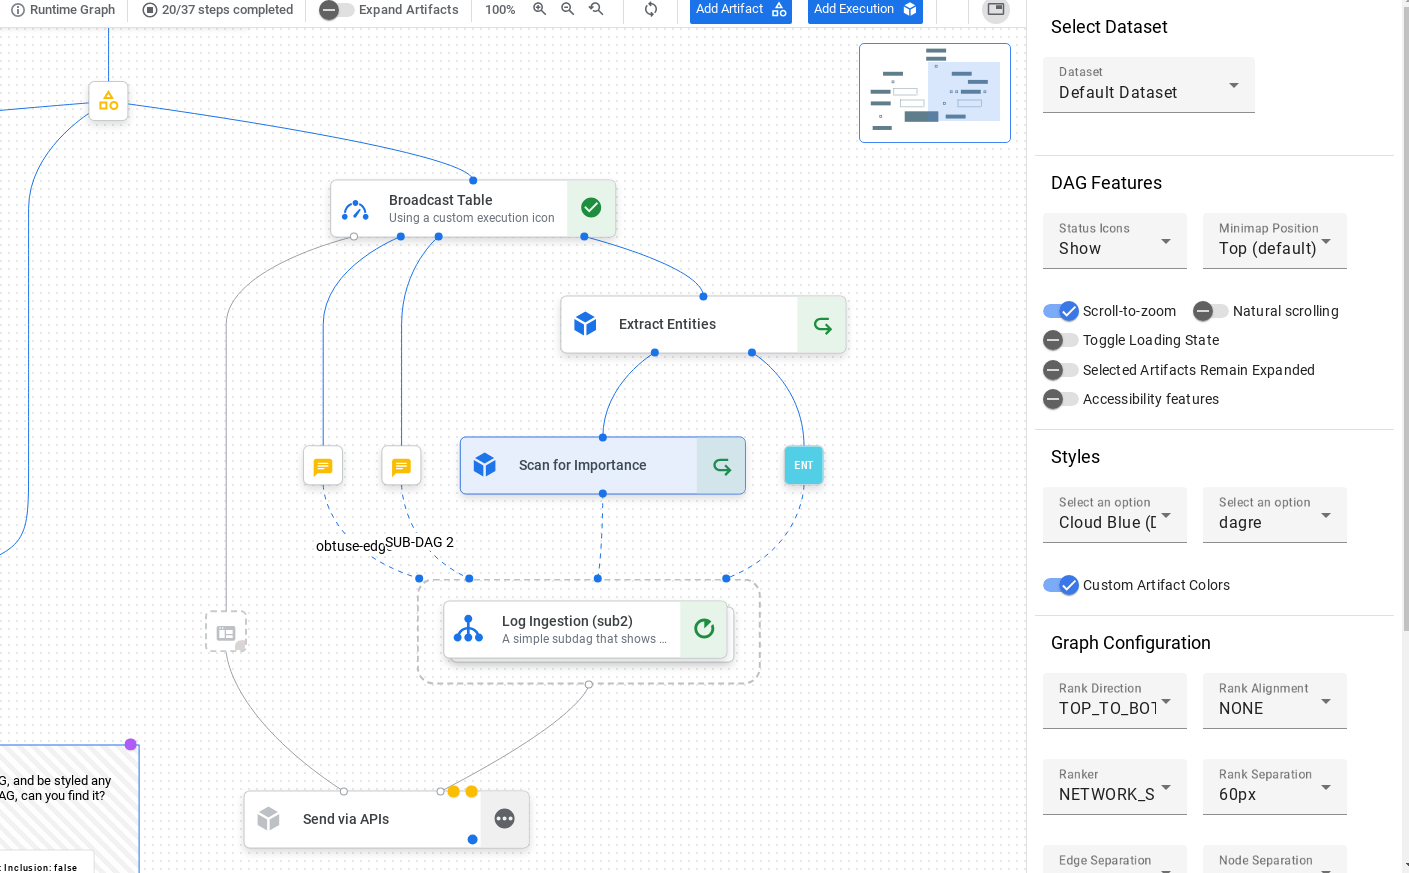 Runtime Graph
20/37 steps completed
Expand Artifacts
100%
Add Artifact
Add Execution
Broadcast Table
Using a custom execution icon
Extract Entities
Scan for Importance
ENT
obtuse-edge
SUB-DAG 2
Log Ingestion (sub2)
A simple subdag that shows ...
G, and be styled any
AG, can you find it?
Send via APIs
: Inclusion: false
Select Dataset
Dataset
Default Dataset
DAG Features
Status Icons
Show
Minimap Position
Top (default)
Scroll-to-zoom
Natural scrolling
Toggle Loading State
Selected Artifacts Remain Expanded
Accessibility features
Styles
Select an option
Cloud Blue (D
Select an option
dagre
Custom Artifact Colors
Graph Configuration
Rank Direction
TOP_TO_BOT
Rank Alignment
NONE
Ranker
NETWORK_S
Rank Separation
60px
Edge Separation
Node Separation